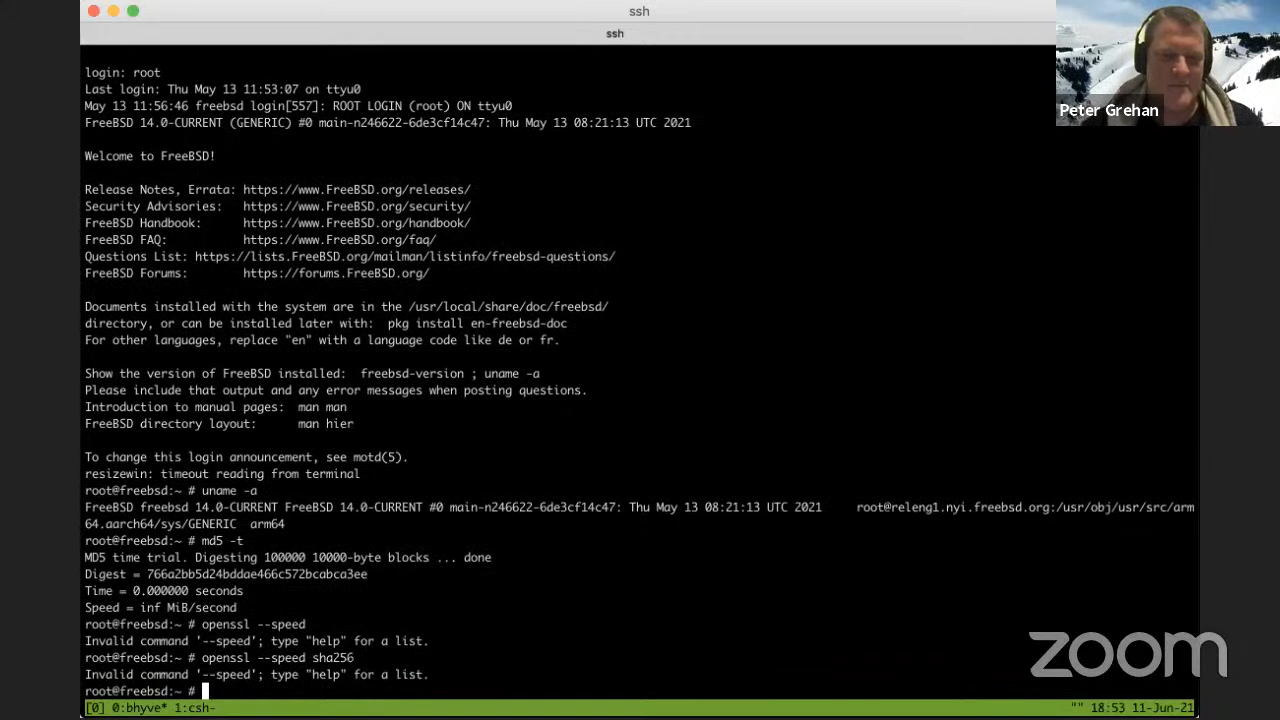 ssh
ssh
Peter Grehan
login: root
Last login: Thu May 13 11:53:07 on ttyu0
May 13 11:56:46 freebsd login[557]: ROOT LOGIN (root) ON ttyu0
FreeBSD 14.0-CURRENT (GENERIC) #0 main-n246622-6de3cf14c47: Thu May 13 08:21:13 UTC 2021
Welcome to FreeBSD!
Release Notes, Errata: https://www.FreeBSD.org/releases/
Security Advisories:   https://www.FreeBSD.org/security/
FreeBSD Handbook:      https://www.FreeBSD.org/handbook/
FreeBSD FAQ:           https://www.FreeBSD.org/faq/
Questions List: https://lists.FreeBSD.org/mailman/listinfo/freebsd-questions/
FreeBSD Forums:        https://forums.FreeBSD.org/
Documents installed with the system are in the /usr/local/share/doc/freebsd/
directory, or can be installed later with:  pkg install en-freebsd-doc
For other languages, replace "en" with a language code like de or fr.
Show the version of FreeBSD installed:  freebsd-version ; uname -a
Please include that output and any error messages when posting questions.
Introduction to manual pages:  man man
FreeBSD directory layout:      man hier
To change this login announcement, see motd(5).
resizewin: timeout reading from terminal
root@freebsd:~ # uname -a
FreeBSD freebsd 14.0-CURRENT FreeBSD 14.0-CURRENT #0 main-n246622-6de3cf14c47: Thu May 13 08:21:13 UTC 2021     root@releng1.nyi.freebsd.org:/usr/obj/usr/src/arm
64.aarch64/sys/GENERIC  arm64
root@freebsd:~ # md5 -t
MD5 time trial. Digesting 100000 10000-byte blocks ... done
Digest = 766a2bb5d24bddae466c572bcabca3ee
Time = 0.000000 seconds
Speed = inf MiB/second
root@freebsd:~ # openssl --speed
Invalid command '--speed'; type "help" for a list.
root@freebsd:~ # openssl --speed sha256
Invalid command '--speed'; type "help" for a list.
root@freebsd:~ #
zoom
[0] 0:bhyve* 1:csh-    "" 18:53 11-Jun-21